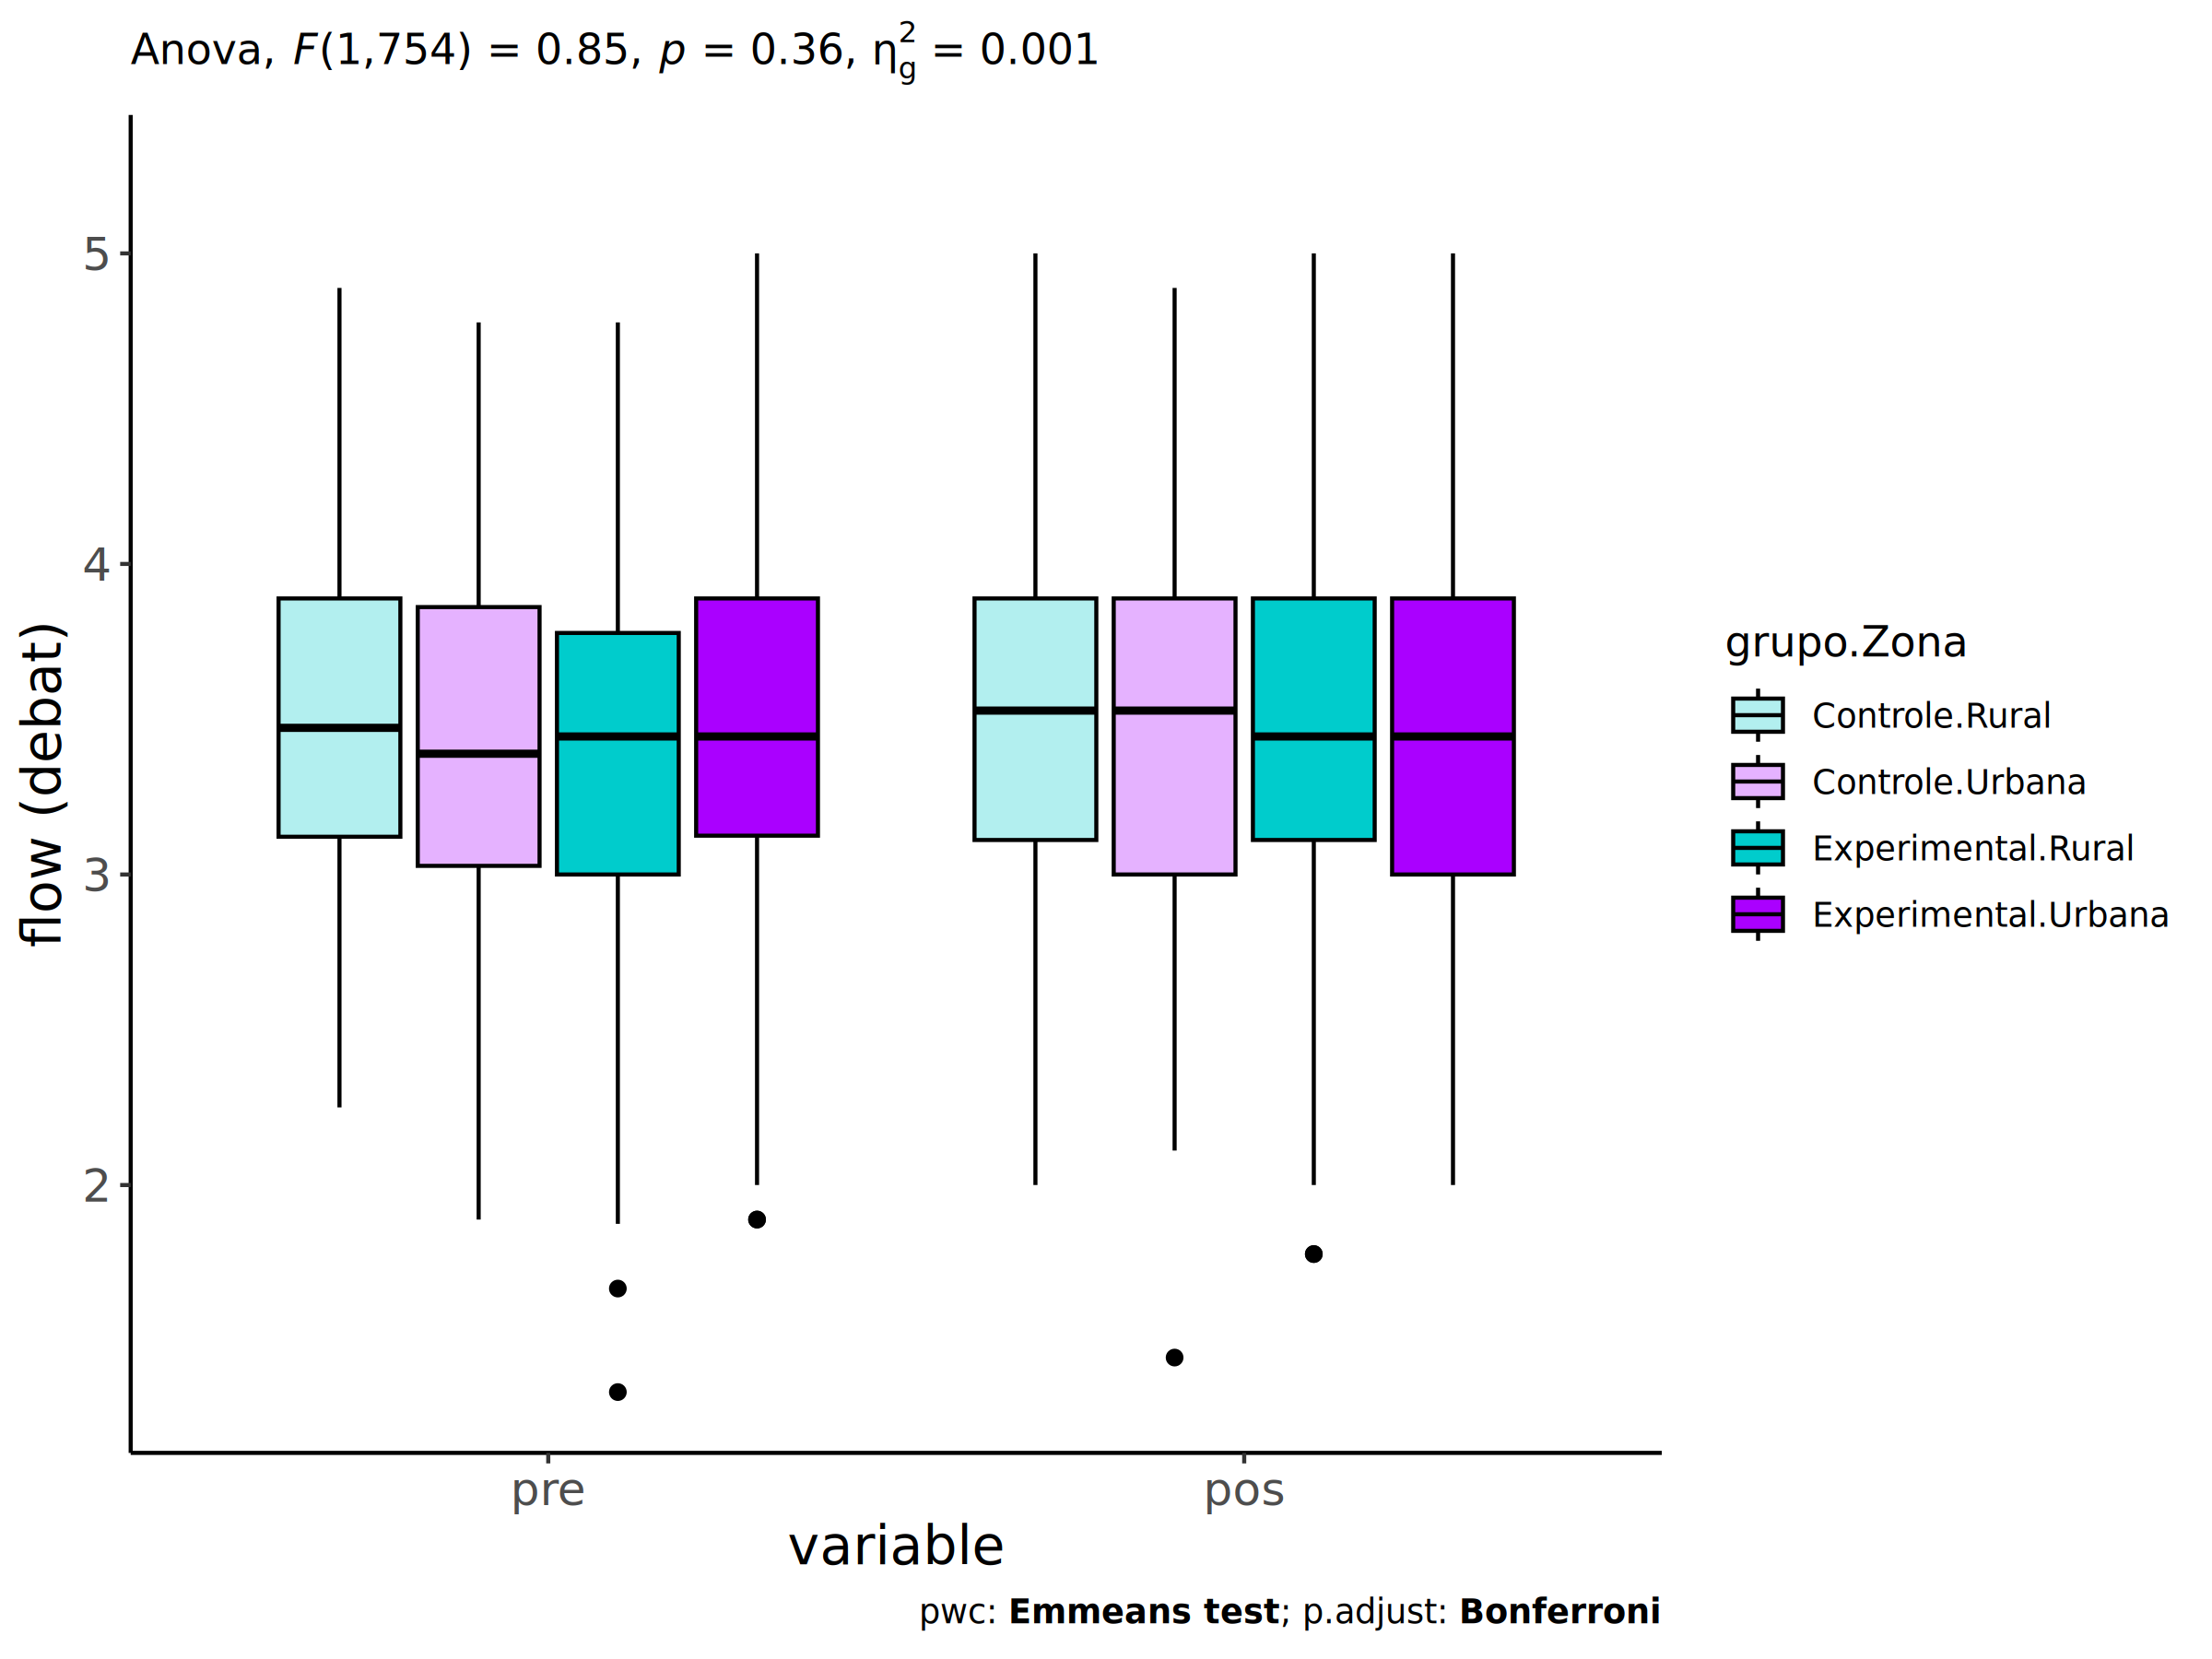 Anova, F(1,754) = 0.85, p = 0.36, η²g = 0.001
flow (debat)
5
4
3
2
pre pos
variable
grupo.Zona
Controle.Rural
Controle.Urbana
Experimental.Rural
Experimental.Urbana
pwc: Emmeans test; p.adjust: Bonferroni